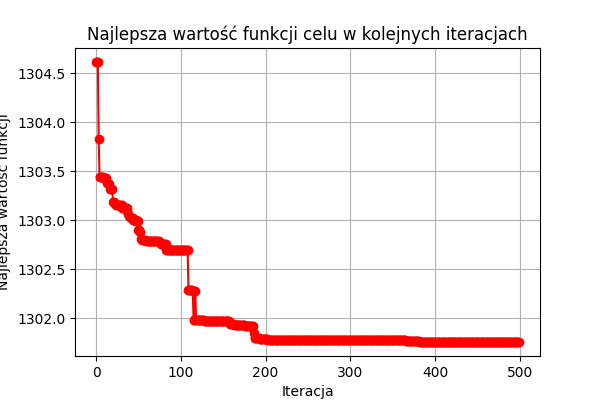 Najlepsza wartość funkcji celu w kolejnych iteracjach
Najlepsza wartość funkcji
1304.5
1304.0
1303.5
1303.0
1302.5
1302.0
0 100 200 300 400 500
Iteracja